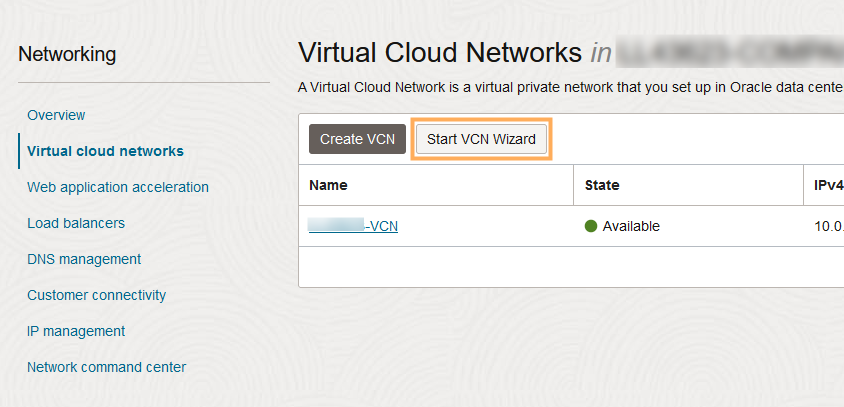 Networking
Overview
Virtual cloud networks
Web application acceleration
Load balancers
DNS management
Customer connectivity
IP management
Network command center
Virtual Cloud Networks in
A Virtual Cloud Network is a virtual private network that you set up in Oracle data cente
Create VCN Start VCN Wizard
Name State IPv4
-VCN Available 10.0.